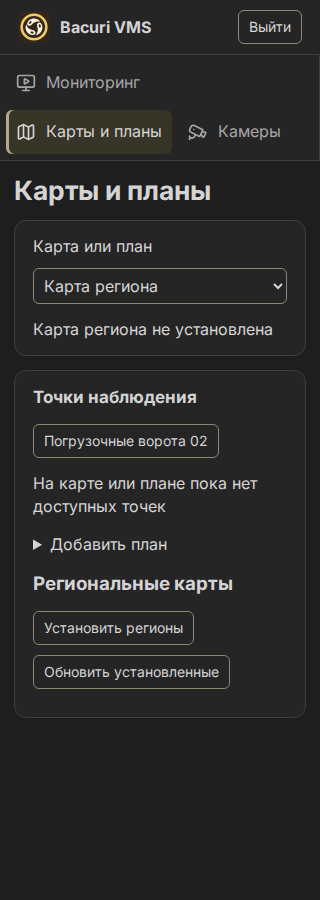 Bacuri VMS
Выйти
Мониторинг
Карты и планы
Камеры
Карты и планы
Карта или план
Карта региона
Карта региона не установлена
Точки наблюдения
Погрузочные ворота 02
На карте или плане пока нет
доступных точек
Добавить план
Региональные карты
Установить регионы
Обновить установленные